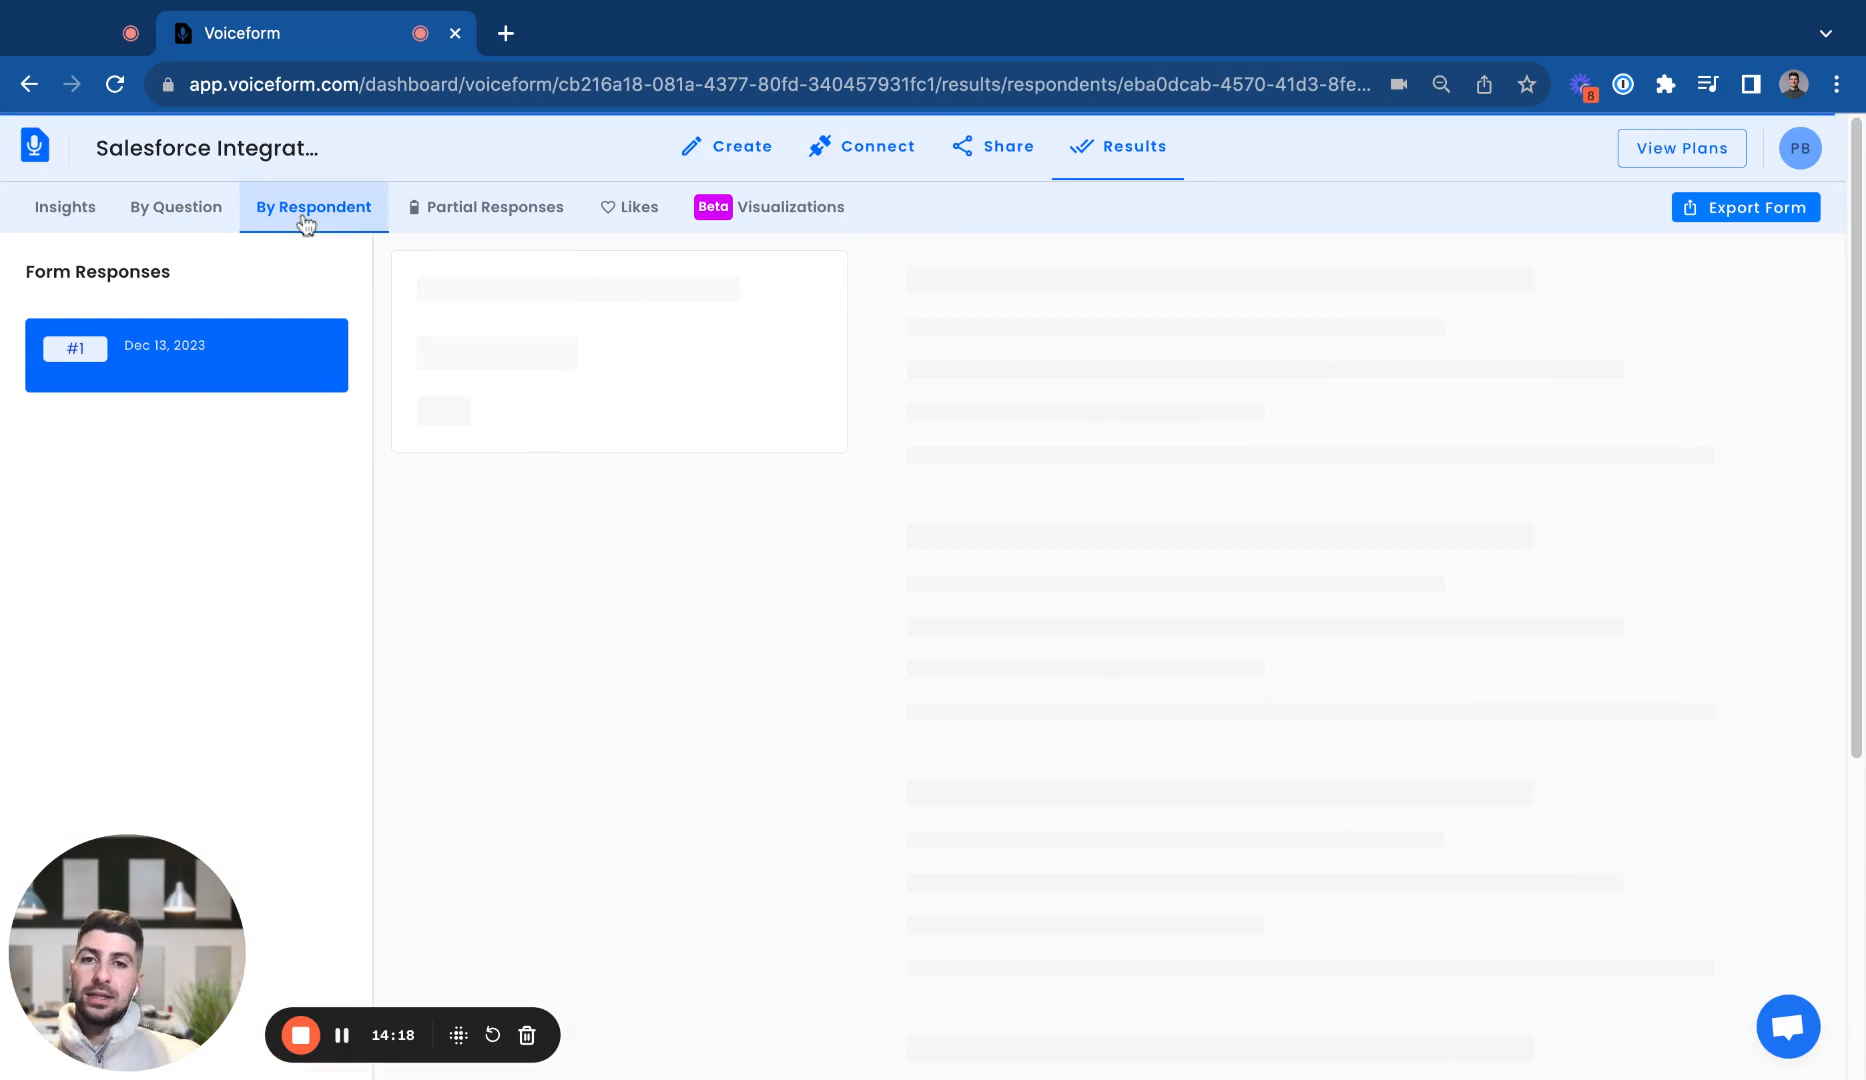 Voiceform
app.voiceform.com/dashboard/voiceform/cb216a18-081a-4377-80fd-340457931fc1/results/respondents/eba0dcab-4570-41d3-8fe...
8
Salesforce Integrat...
Create
Connect
Share
Results
View Plans
PB
Insights
By Question
By Respondent
Partial Responses
Likes
Beta
Visualizations
Export Form
Form Responses
#1
Dec 13, 2023
14:18